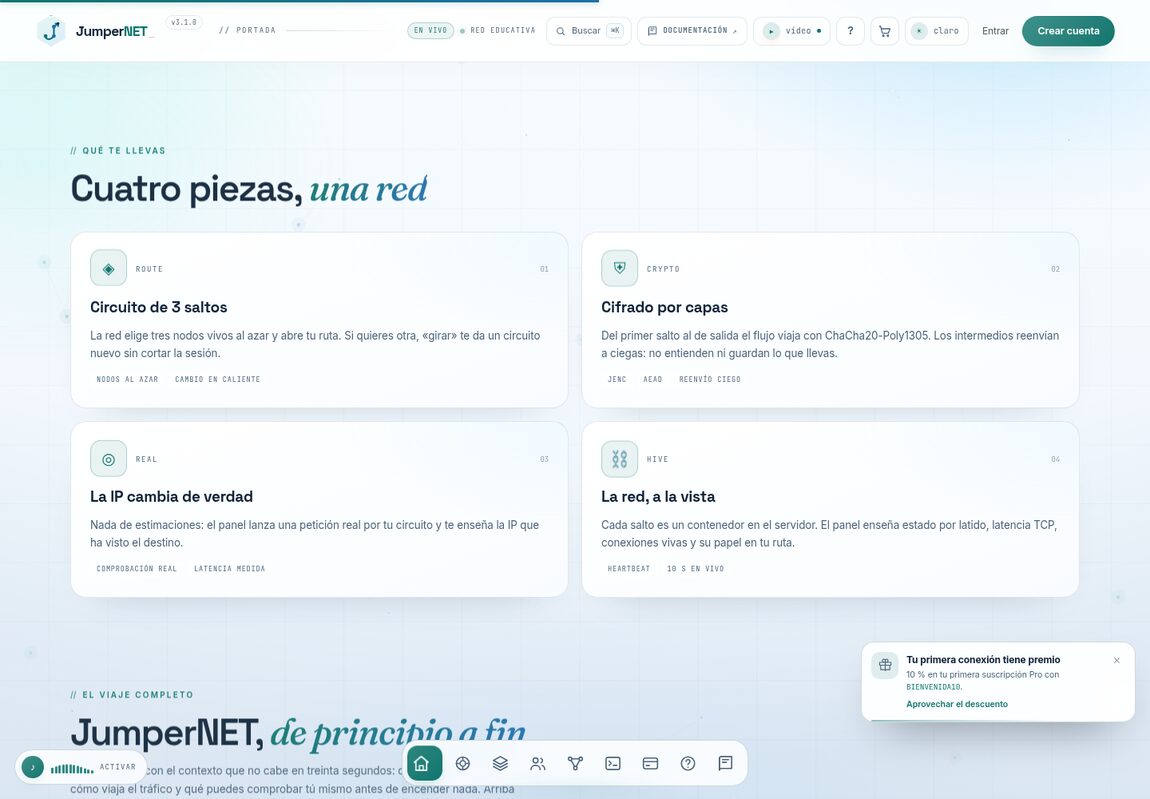 JumperNET_
v3.1.0
// PORTADA
EN VIVO
RED EDUCATIVA
Buscar ⌘K
DOCUMENTACIÓN ↗
vídeo
?
claro
Entrar
Crear cuenta
// QUÉ TE LLEVAS
Cuatro piezas, una red
ROUTE
01
Circuito de 3 saltos
La red elige tres nodos vivos al azar y abre tu ruta. Si quieres otra, «girar» te da un circuito
nuevo sin cortar la sesión.
NODOS AL AZAR
CAMBIO EN CALIENTE
CRYPTO
02
Cifrado por capas
Del primer salto al de salida el flujo viaja con ChaCha20-Poly1305. Los intermedios reenvían
a ciegas: no entienden ni guardan lo que llevas.
JENC
AEAD
REENVÍO CIEGO
REAL
03
La IP cambia de verdad
Nada de estimaciones: el panel lanza una petición real por tu circuito y te enseña la IP que
ha visto el destino.
COMPROBACIÓN REAL
LATENCIA MEDIDA
HIVE
04
La red, a la vista
Cada salto es un contenedor en el servidor. El panel enseña estado por latido, latencia TCP,
conexiones vivas y su papel en tu ruta.
HEARTBEAT
10 S EN VIVO
Tu primera conexión tiene premio
10 % en tu primera suscripción Pro con
BIENVENIDA10.
Aprovechar el descuento
// EL VIAJE COMPLETO
JumperNET, de principio a fin
con el contexto que no cabe en treinta segundos:
cómo viaja el tráfico y qué puedes comprobar tú mismo antes de encender nada. Arriba
ACTIVAR